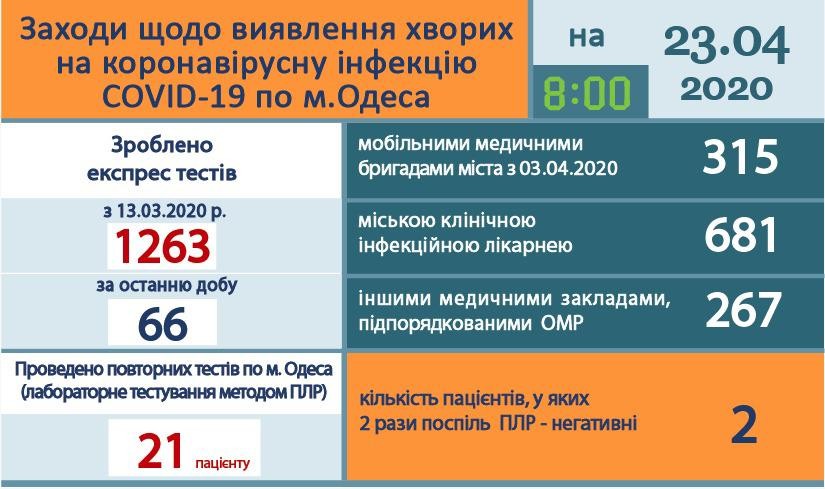 Заходи щодо виявлення хворих
на коронавірусну інфекцію
COVID-19 по м.Одеса
на
8:00
23.04
2020
Зроблено
експрес тестів
з 13.03.2020 р.
1263
за останню добу
66
мобільними медичними
бригадами міста з 03.04.2020
315
міською клінічною
інфекційною лікарнею
681
іншими медичними закладами,
підпорядкованими ОМР
267
Проведено повторних тестів по м. Одеса
(лабораторне тестування методом ПЛР)
21 пацієнту
кількість пацієнтів, у яких
2 рази поспіль ПЛР - негативні
2